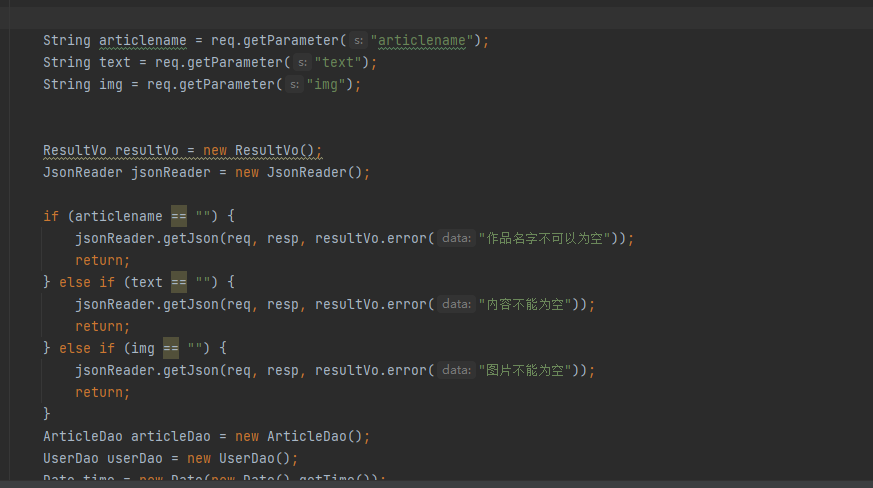 String articlename = req.getParameter( s: "articlename");
String text = req.getParameter( s: "text");
String img = req.getParameter( s: "img");
ResultVo resultVo = new ResultVo();
JsonReader jsonReader = new JsonReader();
if (articlename == "") {
jsonReader.getJson(req, resp, resultVo.error( data: "作品名字不可以为空"));
return;
} else if (text == "") {
jsonReader.getJson(req, resp, resultVo.error( data: "内容不能为空"));
return;
} else if (img == "") {
jsonReader.getJson(req, resp, resultVo.error( data: "图片不能为空"));
return;
}
ArticleDao articleDao = new ArticleDao();
UserDao userDao = new UserDao();
Date time = new Date(new Date().getTime());